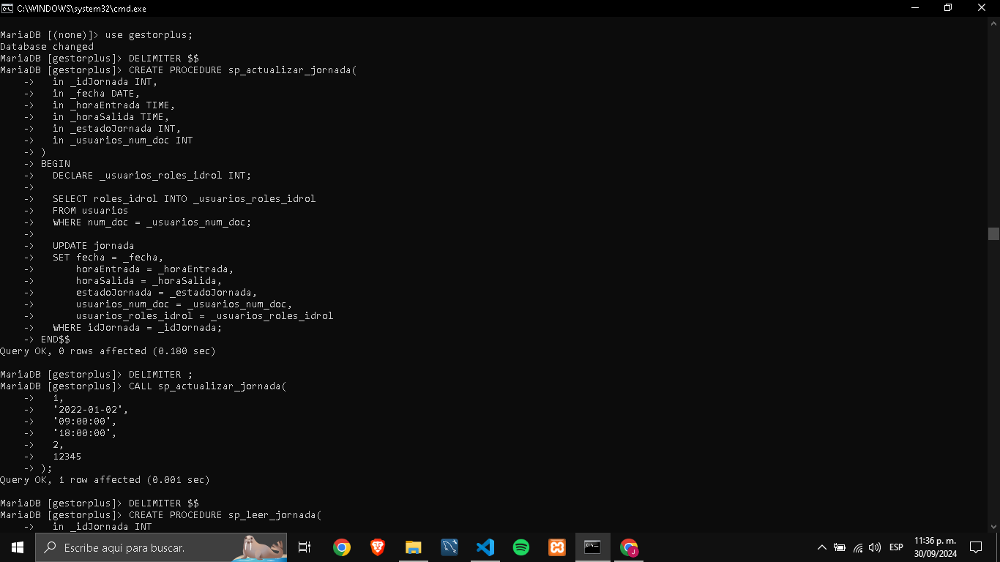 C:\WINDOWS\system32\cmd.exe
MariaDB [(none)]> use gestorplus;
Database changed
MariaDB [gestorplus]> DELIMITER $$
MariaDB [gestorplus]> CREATE PROCEDURE sp_actualizar_jornada(
    ->   in _idJornada INT,
    ->   in _fecha DATE,
    ->   in _horaEntrada TIME,
    ->   in _horaSalida TIME,
    ->   in _estadoJornada INT,
    ->   in _usuarios_num_doc INT
    -> )
    -> BEGIN
    ->   DECLARE _usuarios_roles_idrol INT;
    ->
    ->   SELECT roles_idrol INTO _usuarios_roles_idrol
    ->   FROM usuarios
    ->   WHERE num_doc = _usuarios_num_doc;
    ->
    ->   UPDATE jornada
    ->   SET fecha = _fecha,
    ->       horaEntrada = _horaEntrada,
    ->       horaSalida = _horaSalida,
    ->       estadoJornada = _estadoJornada,
    ->       usuarios_num_doc = _usuarios_num_doc,
    ->       usuarios_roles_idrol = _usuarios_roles_idrol
    ->   WHERE idJornada = _idJornada;
    -> END$$
Query OK, 0 rows affected (0.180 sec)
MariaDB [gestorplus]> DELIMITER ;
MariaDB [gestorplus]> CALL sp_actualizar_jornada(
    ->   1,
    ->   '2022-01-02',
    ->   '09:00:00',
    ->   '18:00:00',
    ->   2,
    ->   12345
    -> );
Query OK, 1 row affected (0.001 sec)
MariaDB [gestorplus]> DELIMITER $$
MariaDB [gestorplus]> CREATE PROCEDURE sp_leer_jornada(
    ->   in _idJornada INT
Escribe aquí para buscar.
ESP
11:36 p. m.
30/09/2024